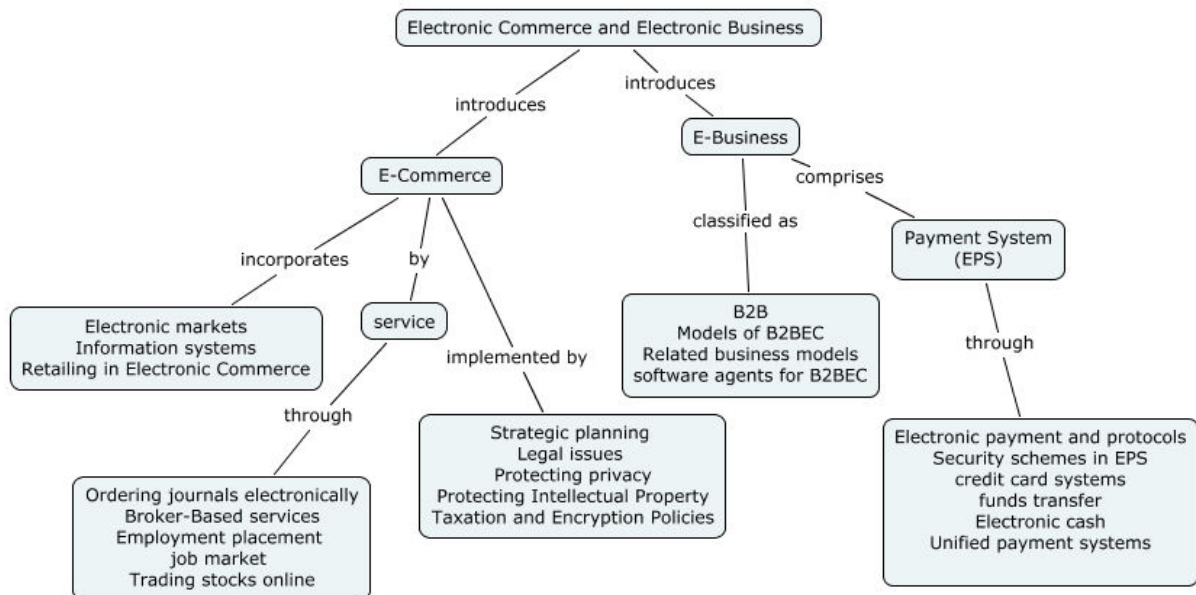 Electronic Commerce and Electronic Business
introduces
introduces
E-Business
E-Commerce
comprises
classified as
Payment System
(EPS)
incorporates
by
Electronic markets
Information systems
Retailing in Electronic Commerce
service
B2B
Models of B2BEC
Related business models
software agents for B2BEC
implemented by
through
through
Strategic planning
Legal issues
Protecting privacy
Protecting Intellectual Property
Taxation and Encryption Policies
Electronic payment and protocols
Security schemes in EPS
credit card systems
funds transfer
Electronic cash
Unified payment systems
Ordering journals electronically
Broker-Based services
Employment placement
job market
Trading stocks online